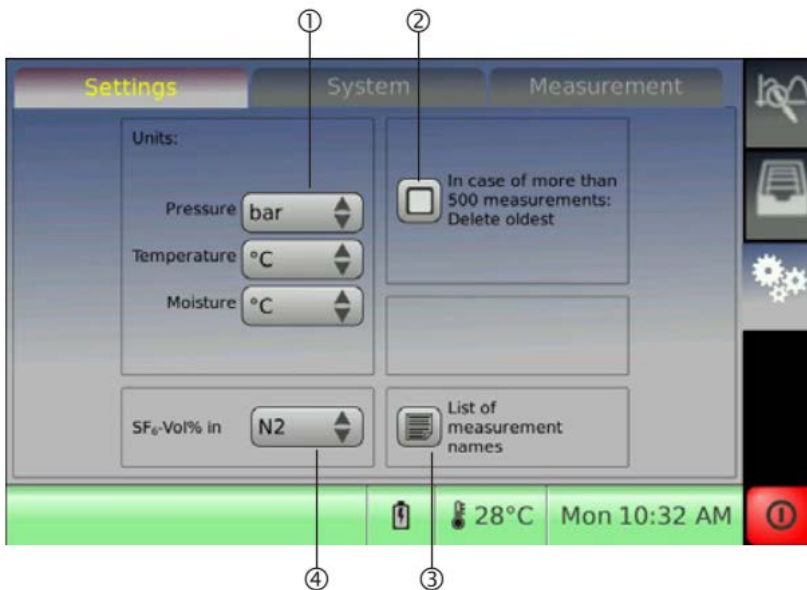 ① ②
Settings System Measurement
Units:
Pressure bar
Temperature °C
Moisture °C
In case of more than
500 measurements:
Delete oldest
SF₆-Vol% in N2
List of
measurement
names
28°C Mon 10:32 AM
④ ③